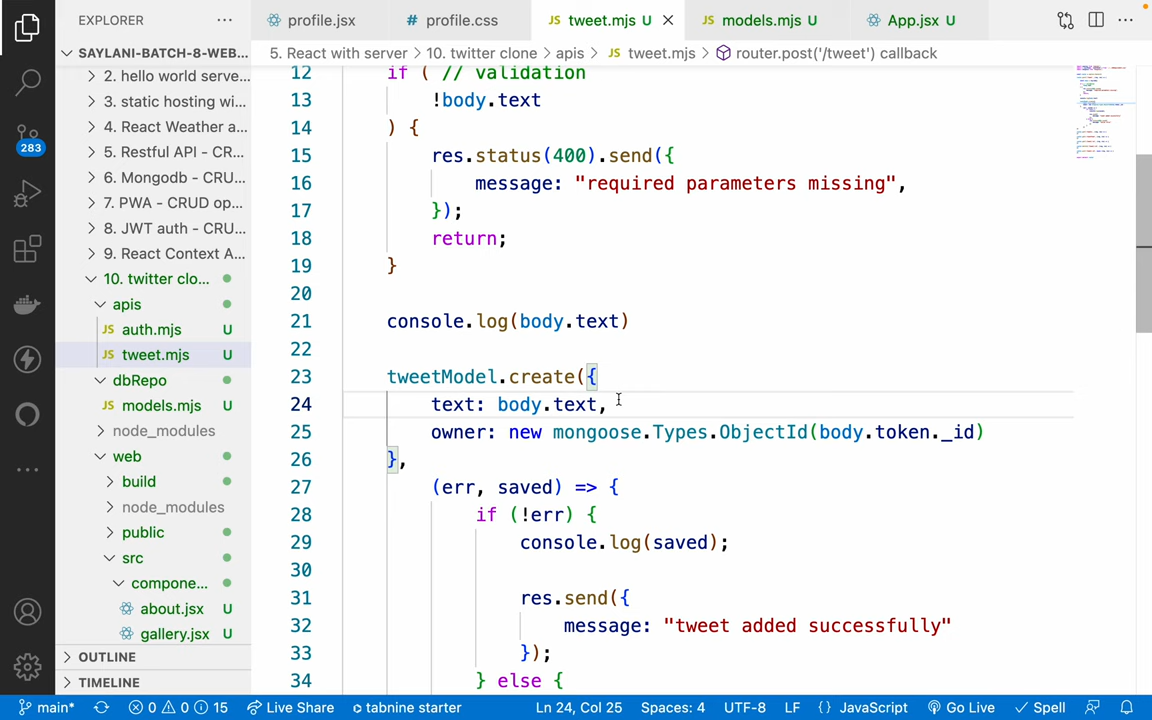 EXPLORER
profile.jsx
# profile.css
JS tweet.mjs U
JS models.mjs U
App.jsx U
SAYLANI-BATCH-8-WEB...
5. React with server > 10. twitter clone > apis > JS tweet.mjs > router.post('/tweet') callback
2. hello world serve...
3. static hosting wi...
4. React Weather a...
5. Restful API - CR...
6. Mongodb - CRU...
7. PWA - CRUD op...
8. JWT auth - CRU...
9. React Context A...
10. twitter clo...
apis
JS auth.mjs U
JS tweet.mjs U
dbRepo
JS models.mjs U
node_modules
web
build
node_modules
public
src
compone...
about.jsx U
gallery.jsx U
OUTLINE
TIMELINE
283
12 if ( // validation
13 !body.text
14 ) {
15 res.status(400).send({
16 message: "required parameters missing",
17 });
18 return;
19 }
20
21 console.log(body.text)
22
23 tweetModel.create({
24 text: body.text,
25 owner: new mongoose.Types.ObjectId(body.token._id)
26 },
27 (err, saved) => {
28 if (!err) {
29 console.log(saved);
30
31 res.send({
32 message: "tweet added successfully"
33 });
34 } else {
main* 0 0 15 Live Share tabnine starter Ln 24, Col 25 Spaces: 4 UTF-8 LF {} JavaScript Go Live Spell